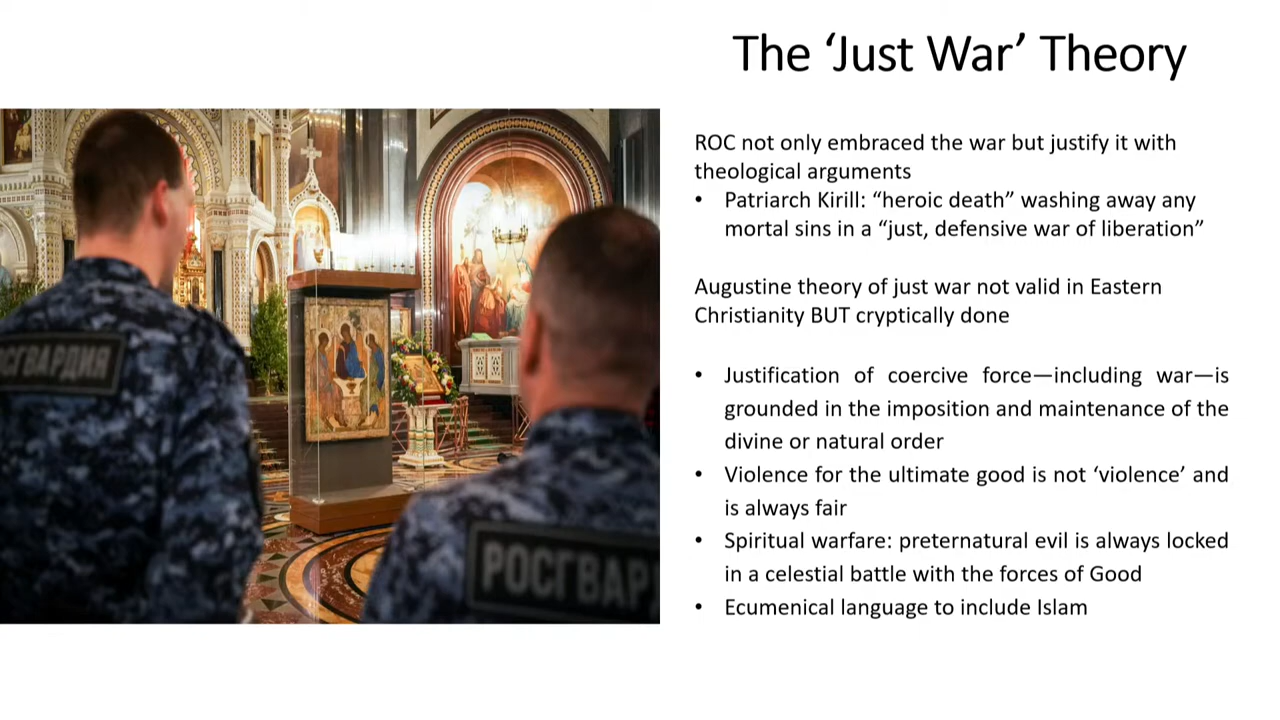 The ‘Just War’ Theory
ROC not only embraced the war but justify it with
theological arguments
• Patriarch Kirill: “heroic death” washing away any
mortal sins in a “just, defensive war of liberation”
Augustine theory of just war not valid in Eastern
Christianity BUT cryptically done
• Justification of coercive force—including war—is
grounded in the imposition and maintenance of the
divine or natural order
• Violence for the ultimate good is not ‘violence’ and
is always fair
• Spiritual warfare: preternatural evil is always locked
in a celestial battle with the forces of Good
• Ecumenical language to include Islam
ОСГВАРДИЯ
РОСГВАР